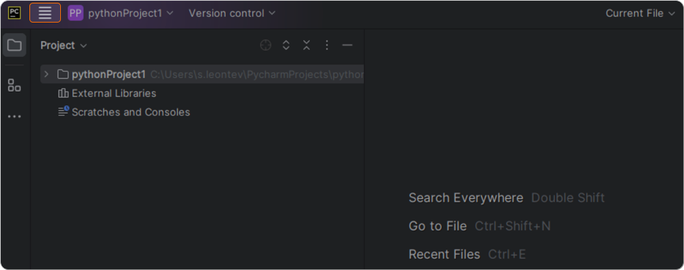 PC PP pythonProject1 Version control Current File
Project
pythonProject1 C:\Users\s.leontev\PycharmProjects\python
External Libraries
Scratches and Consoles
Search Everywhere Double Shift
Go to File Ctrl+Shift+N
Recent Files Ctrl+E